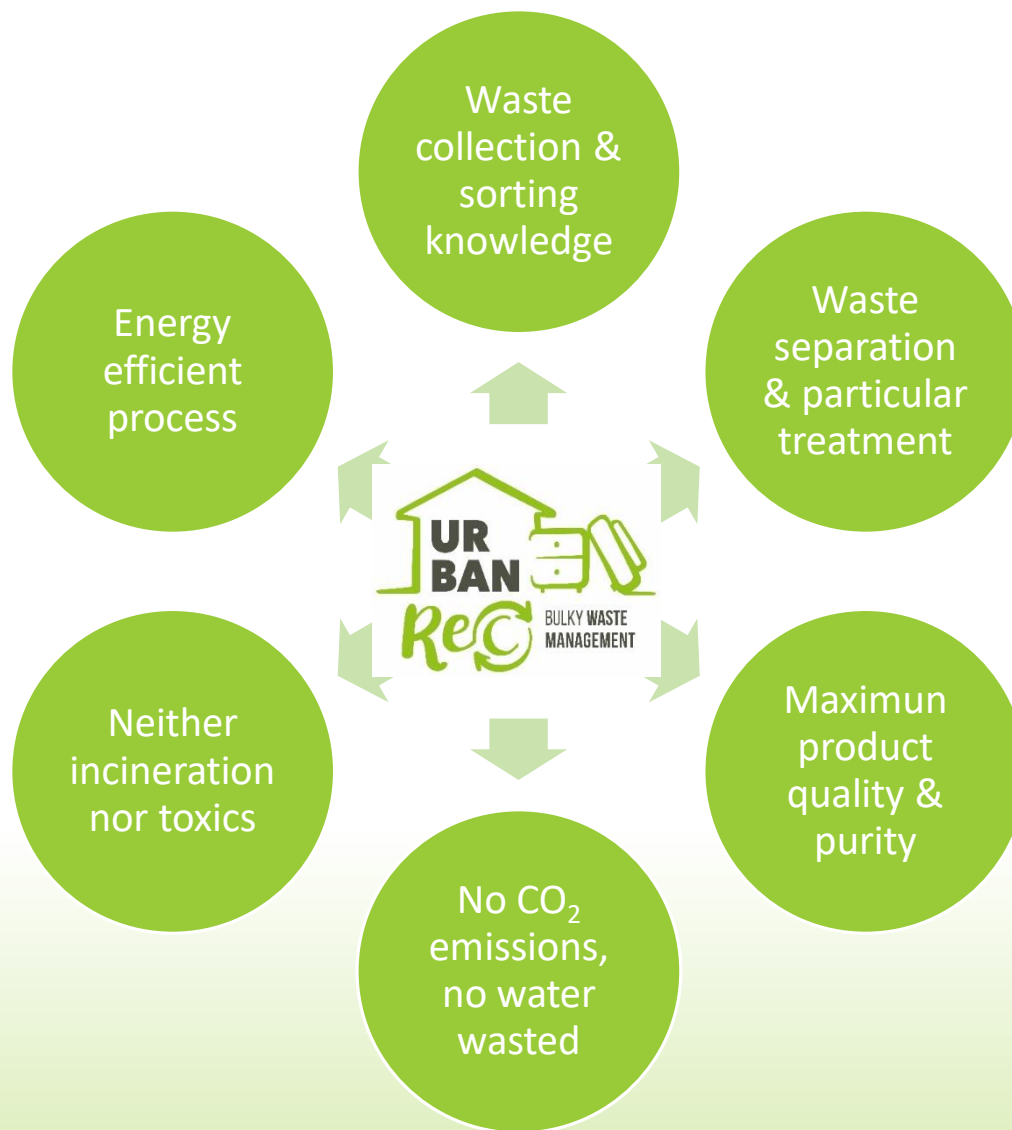 Waste
collection &
sorting
knowledge
Waste
separation
& particular
treatment
Maximun
product
quality &
purity
No CO₂
emissions,
no water
wasted
Neither
incineration
nor toxics
Energy
efficient
process
UR
BAN
Rec
BULKY WASTE
MANAGEMENT